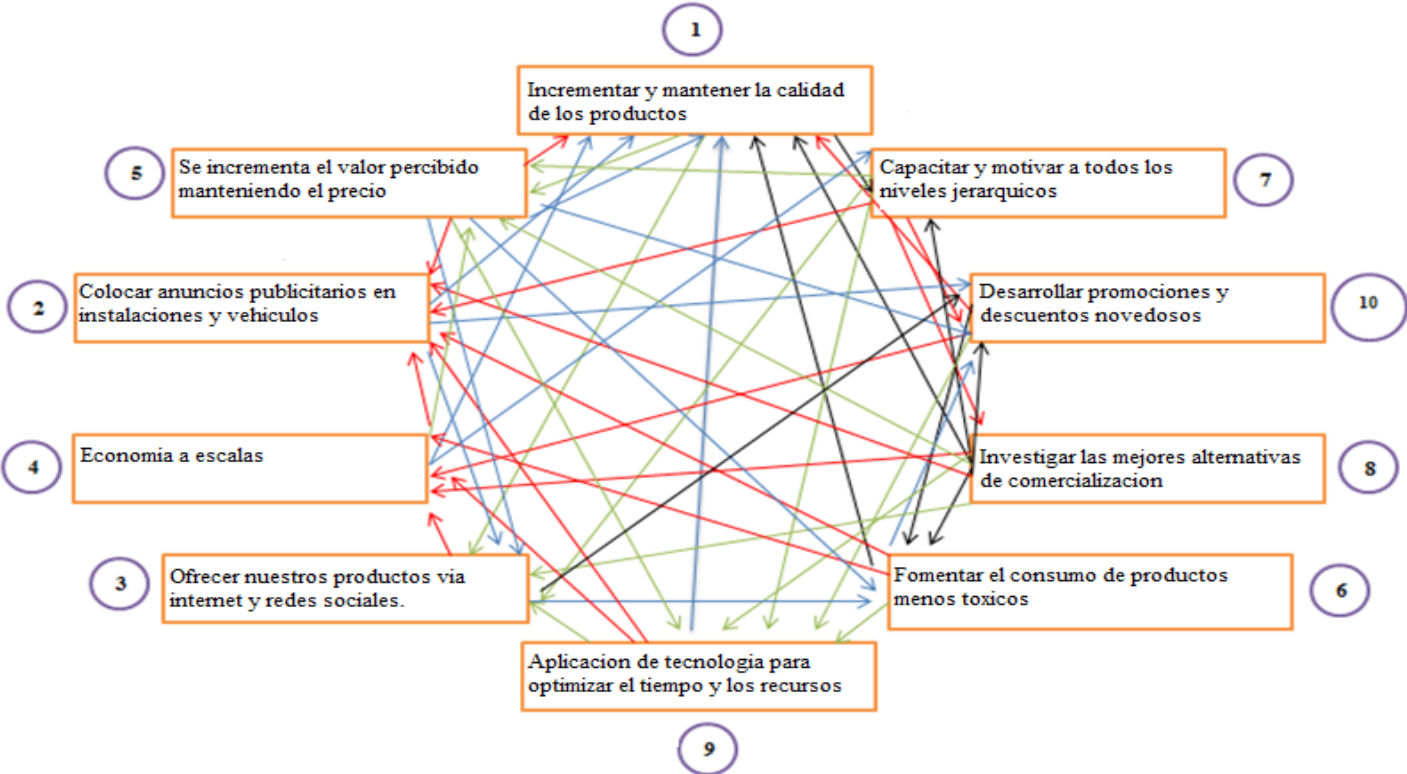 1
Incrementar y mantener la calidad
de los productos
5
Se incrementa el valor percibido
manteniendo el precio
Capacitar y motivar a todos los
niveles jerarquicos
7
2
Colocar anuncios publicitarios en
instalaciones y vehiculos
Desarrollar promociones y
descuentos novedosos
10
4
Economia a escalas
Investigar las mejores alternativas
de comercializacion
8
3
Ofrecer nuestros productos via
internet y redes sociales.
Fomentar el consumo de productos
menos toxicos
6
Aplicacion de tecnologia para
optimizar el tiempo y los recursos
9